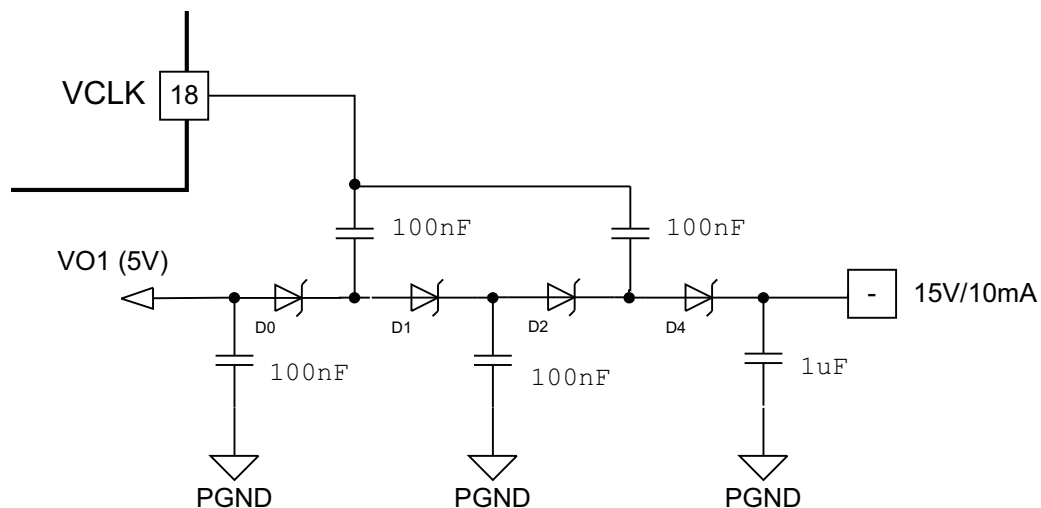 VCLK 18
100nF 100nF
VO1 (5V)
- 15V/10mA
D0 D1 D2 D4
100nF 100nF 1uF
PGND PGND PGND